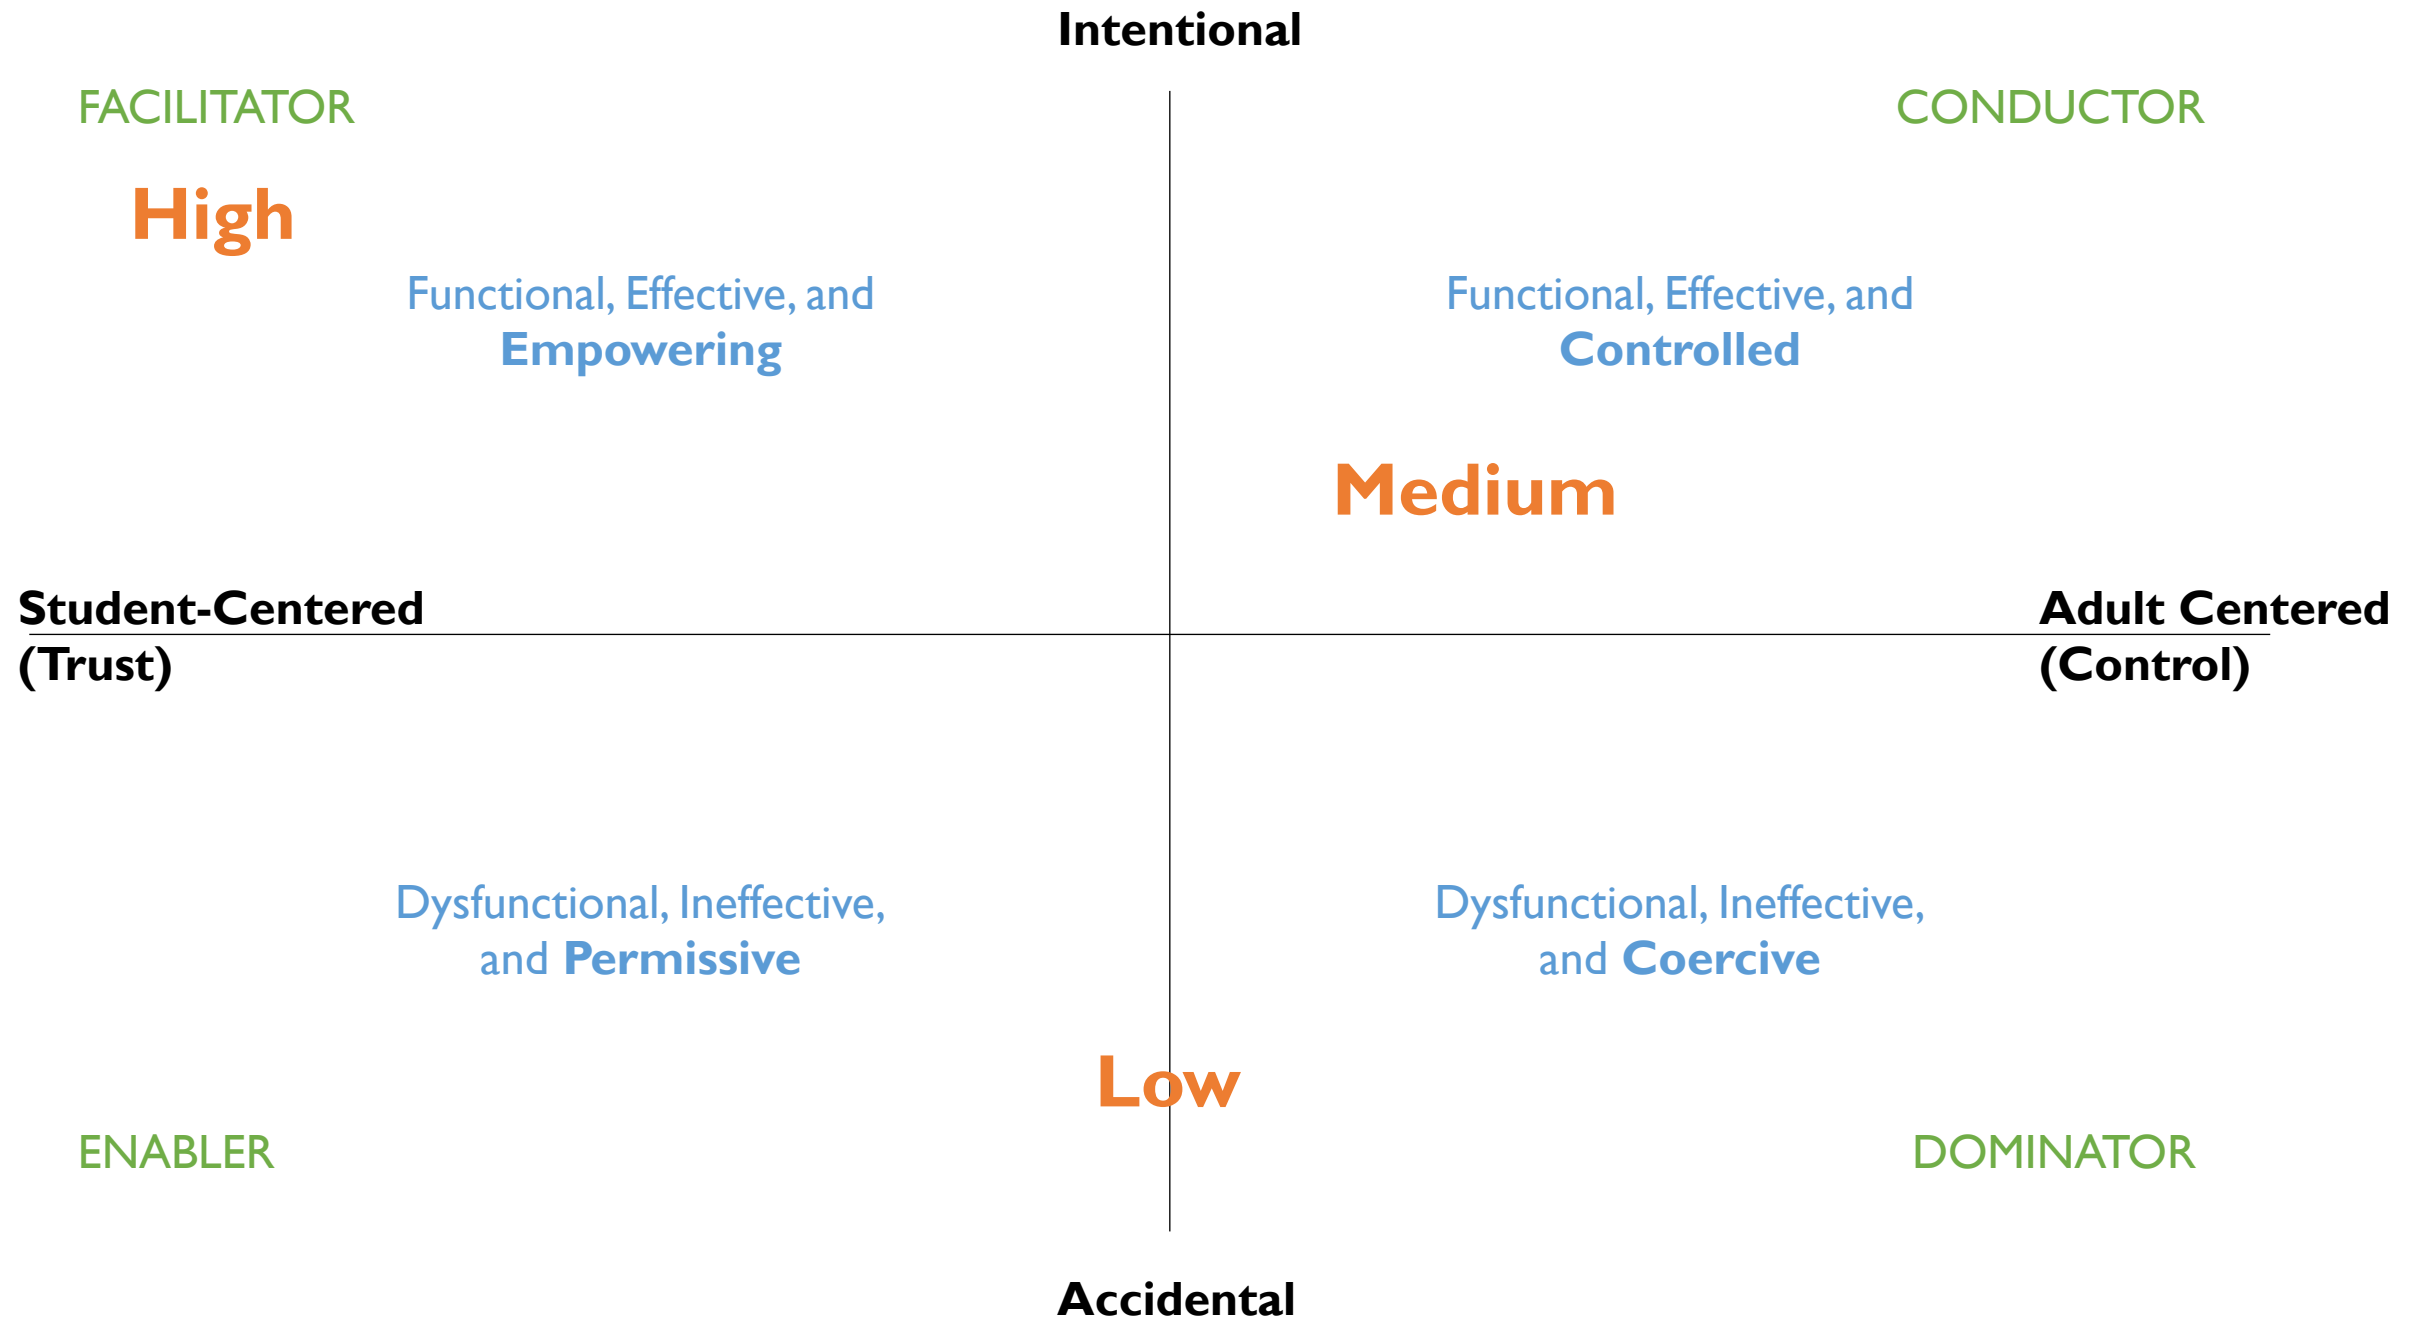 Intentional
FACILITATOR
CONDUCTOR
High
Functional, Effective, and
Empowering
Functional, Effective, and
Controlled
Medium
Student-Centered
(Trust)
Adult Centered
(Control)
Dysfunctional, Ineffective,
and Permissive
Dysfunctional, Ineffective,
and Coercive
Low
ENABLER
DOMINATOR
Accidental